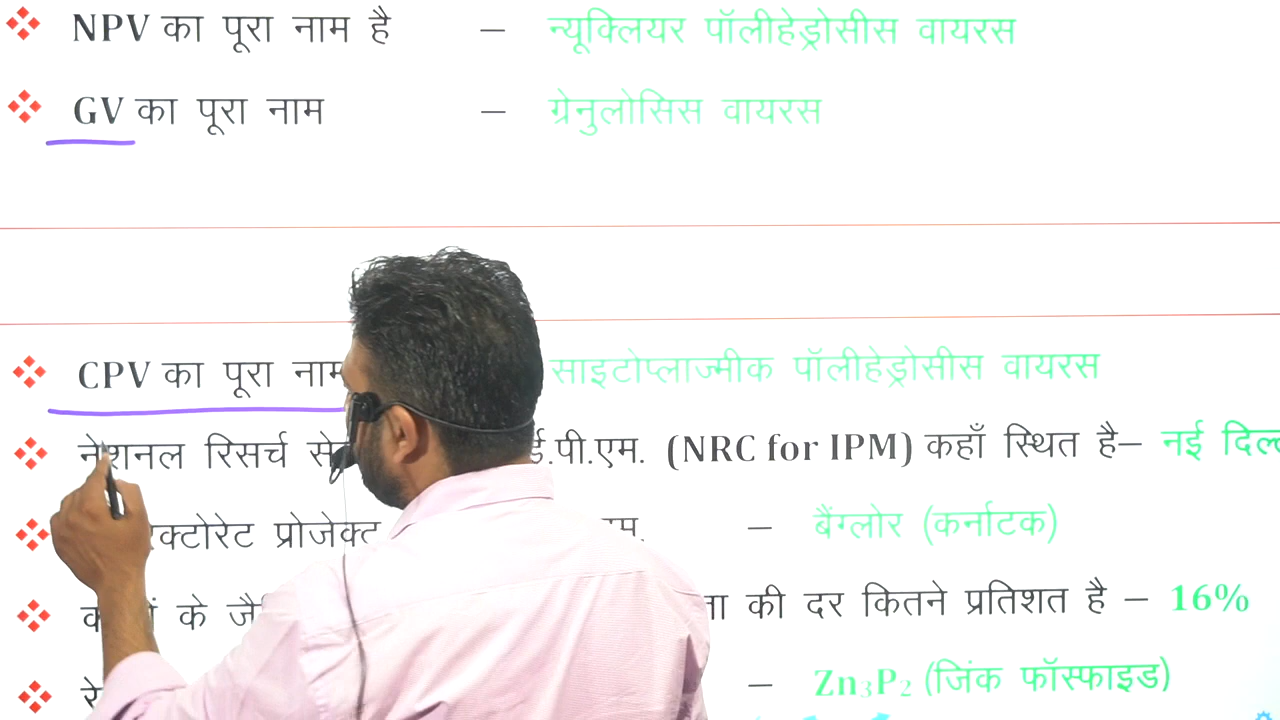 NPV का पूरा नाम है – न्यूक्लियर पॉलीहेड्रोसीस वायरस
GV का पूरा नाम – ग्रेनुलोसिस वायरस
CPV का पूरा नाम साइटोप्लाज्मीक पॉलीहेड्रोसीस वायरस
नेशनल रिसर्च .पी.एम. (NRC for IPM) कहाँ स्थित है– नई
प्रोजेक्ट – बैंग्लोर (कर्नाटक)
के की दर कितने प्रतिशत है – 16%
– Zn₃P₂ (जिंक फॉस्फाइड)